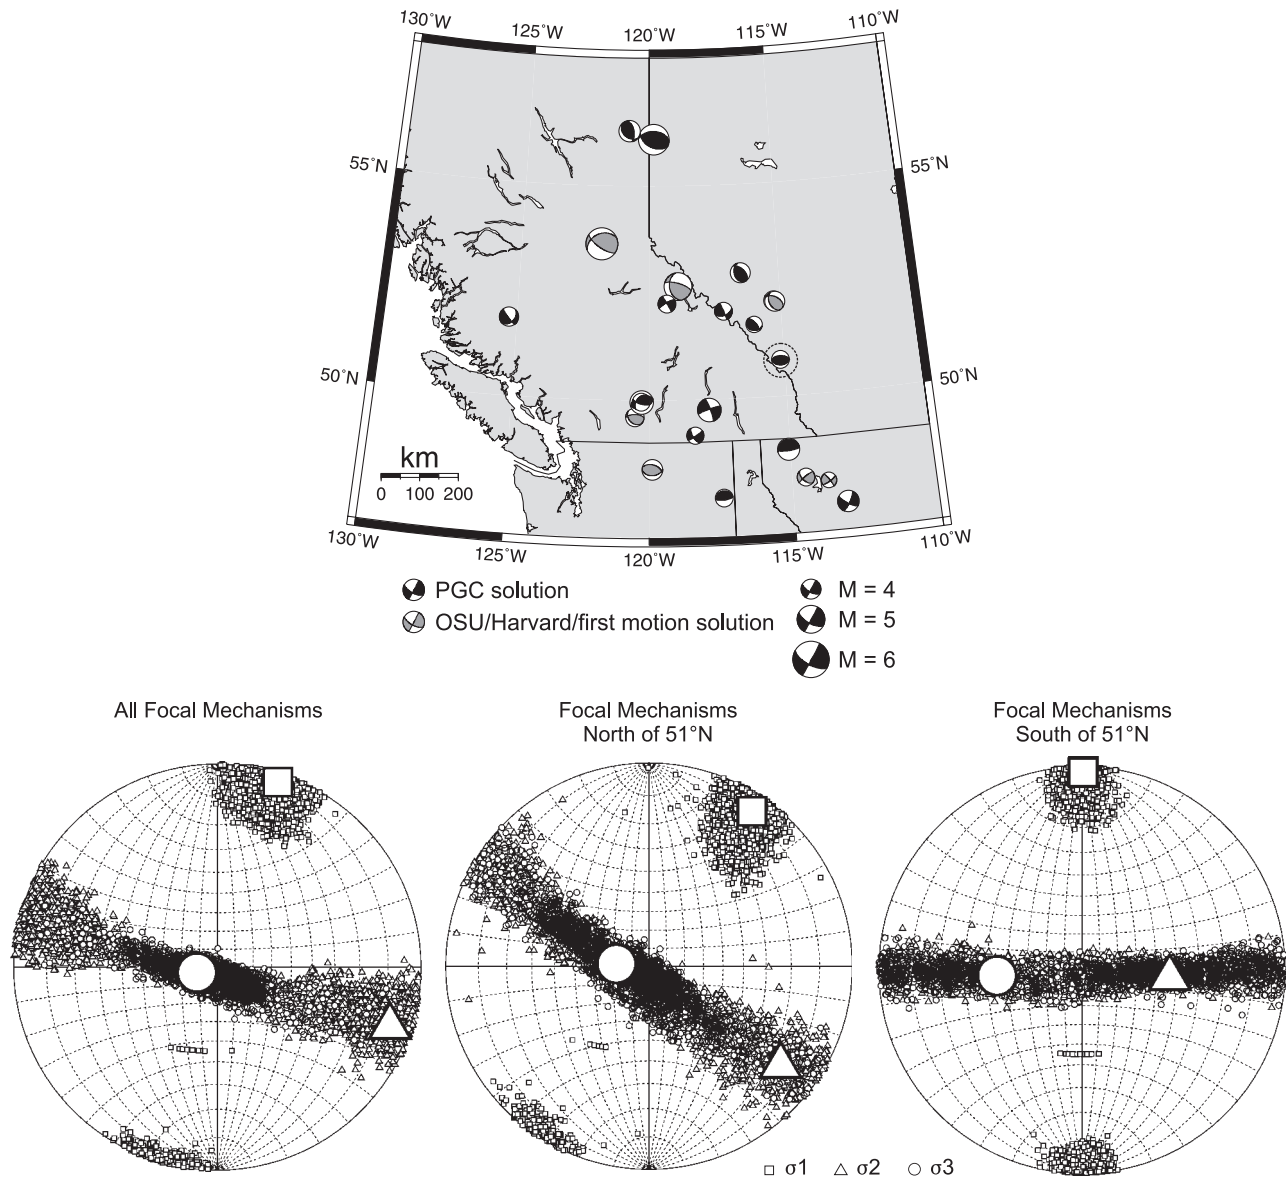 130˚W 125˚W 120˚W 115˚W 110˚W
55˚N 55˚N
50˚N 50˚N
km
0 100 200
130˚W 125˚W 120˚W 115˚W 110˚W
PGC solution M = 4
OSU/Harvard/first motion solution M = 5
M = 6
All Focal Mechanisms
Focal Mechanisms
North of 51°N
Focal Mechanisms
South of 51°N
σ1 σ2 σ3